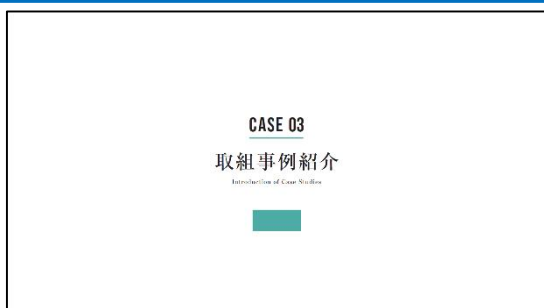 CASE 03
取組事例紹介
Introduction of Case Studies